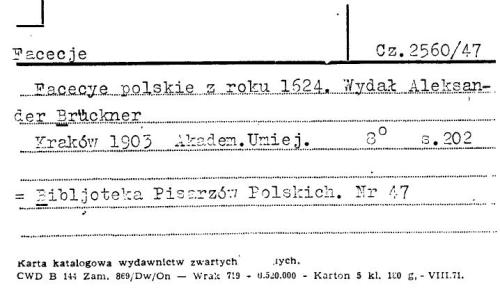 Facecje Cz.2560/47
Facecye polskie z roku 1624. Wydał Aleksan-
der Brückner
Kraków 1903 Akadem.Umiej. 8° s.202
= Bibljoteka Pisarzów Polskich. Nr 47
Karta katalogowa wydawnictw zwartych
CWD B 144 Zam. 869/Dw/On — Wrak 719 - 0.520.000 - Karton 5 kl. 180 g, - VIII.71.